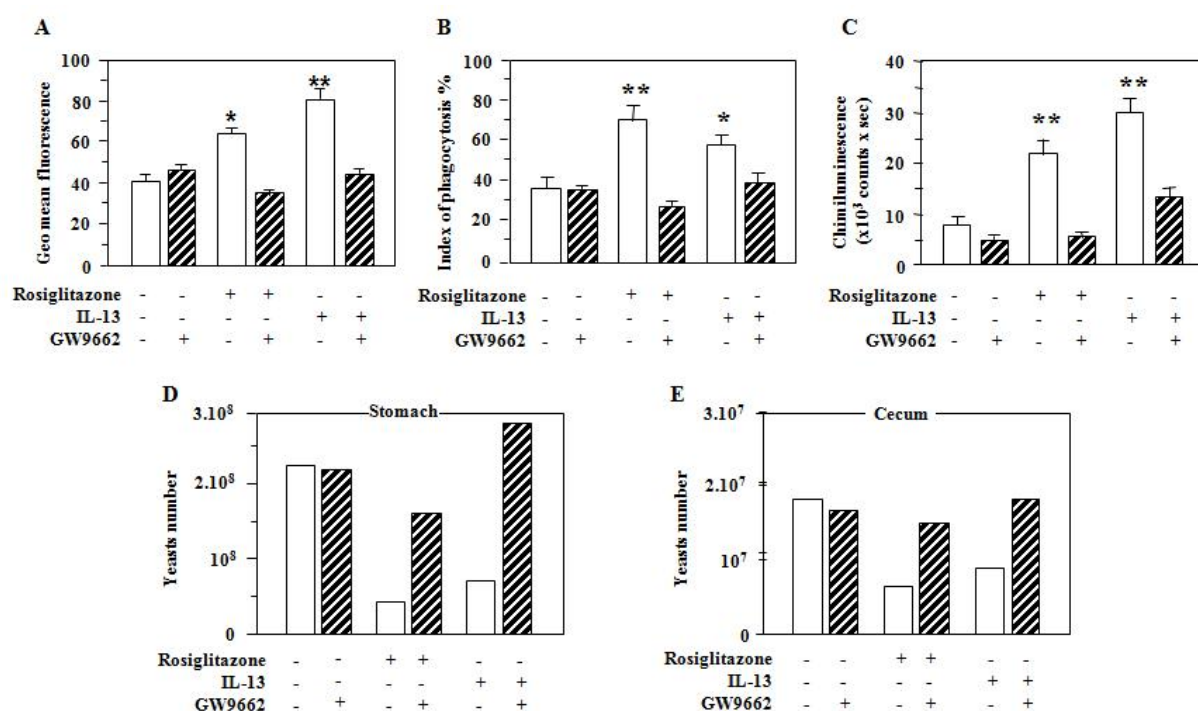 A
Geo mean fluorescence
100
80
60
40
20
0
*
**
Rosiglitazone - - + + - -
IL-13 - - - - + +
GW9662 - + - + - +
B
Index of phagocytosis %
100
80
60
40
20
0
**
*
Rosiglitazone - - + + - -
IL-13 - - - - + +
GW9662 - + - + - +
C
Chimiluminescence
(x10³ counts x sec)
40
30
20
10
0
**
**
Rosiglitazone - - + + - -
IL-13 - - - - + +
GW9662 - + - + - +
D
Stomach
Yeasts number
3.10⁸
2.10⁸
10⁸
0
Rosiglitazone - - + + - -
IL-13 - - - - + +
GW9662 - + - + - +
E
Cecum
Yeasts number
3.10⁷
2.10⁷
10⁷
0
Rosiglitazone - - + + - -
IL-13 - - - - + +
GW9662 - + - + - +